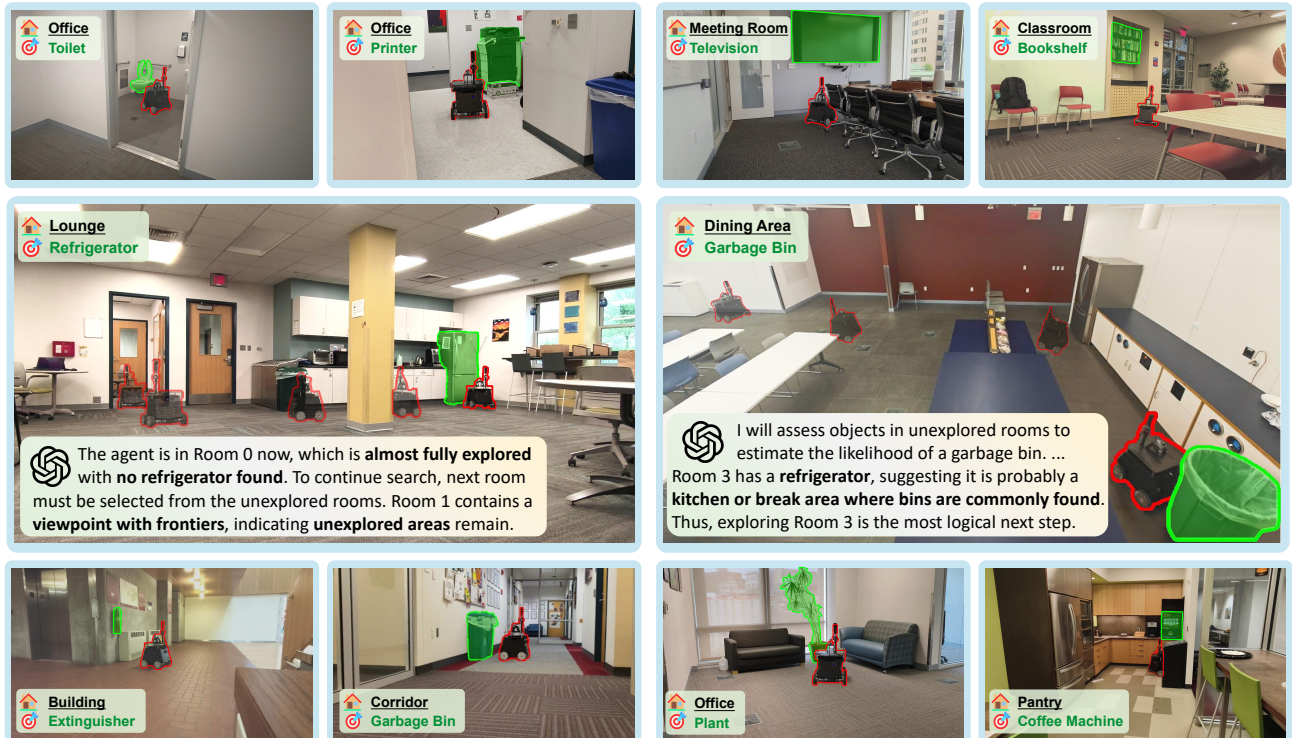 Office
Toilet
Office
Printer
Meeting Room
Television
Classroom
Bookshelf
Lounge
Refrigerator
The agent is in Room 0 now, which is almost fully explored
with no refrigerator found. To continue search, next room
must be selected from the unexplored rooms. Room 1 contains a
viewpoint with frontiers, indicating unexplored areas remain.
Dining Area
Garbage Bin
I will assess objects in unexplored rooms to
estimate the likelihood of a garbage bin. ...
Room 3 has a refrigerator, suggesting it is probably a
kitchen or break area where bins are commonly found.
Thus, exploring Room 3 is the most logical next step.
Building
Extinguisher
Corridor
Garbage Bin
Office
Plant
Pantry
Coffee Machine